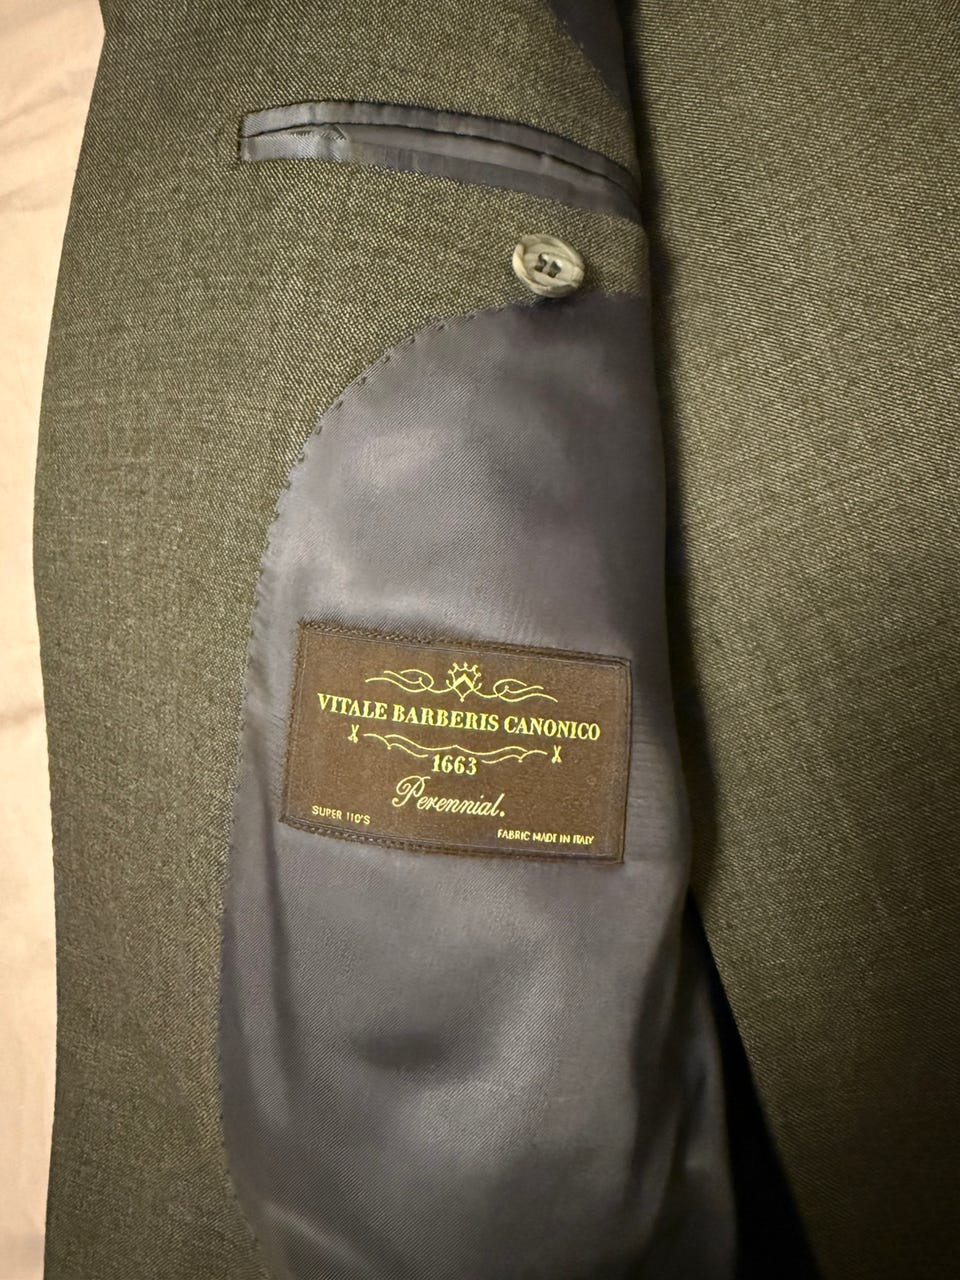 VITALE BARBERIS CANONICO
1663
Perennial.
SUPER 110'S
FABRIC MADE IN ITALY